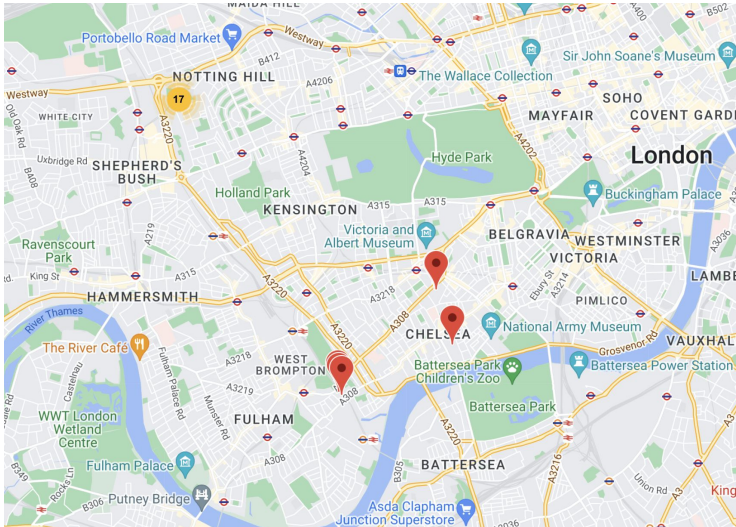 MAIDA HILL
Portobello Road Market
Westway
A400
B502
B412
Sir John Soane's Museum
NOTTING HILL
A4206
The Wallace Collection
Westway
17
SOHO
MAYFAIR
COVENT GARD
Old Oak Rd
WHITE CITY
A3220
A4202
London
Uxbridge Rd
SHEPHERD'S
BUSH
A4204
Hyde Park
B408
Holland Park
Buckingham Palace
KENSINGTON
A315
A315
A219
Victoria and
Albert Museum
BELGRAVIA
WESTMINSTER
A3036
Ravenscourt
Park
VICTORIA
Rd.
King St
A3220
A3218
Ebury St
A3214
LAMBE
HAMMERSMITH
PIMLICO
River Thames
A3220
A308
CHELSEA
National Army Museum
Grosvenor Rd
VAUXHAL
The River Café
A3218
WEST
BROMPTON
Battersea Park
Children's Zoo
Battersea Power Station
Castelnau
Fulham Palace Rd
A3219
A308
Munster Rd
Battersea Park
WWT London
Wetland
Centre
FULHAM
A3220
A308
B305
BATTERSEA
A3216
B349
Rocks Ln
Fulham Palace
Union Rd
A3
B306
Putney Bridge
Asda Clapham
Junction Superstore
A3036
King